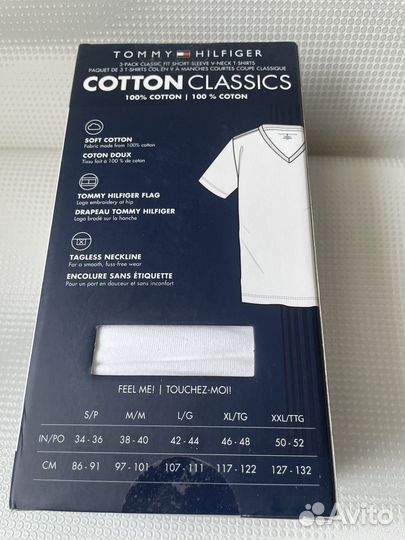 TOMMY HILFIGER
3-PACK CLASSIC FIT SHORT-SLEEVE V-NECK T-SHIRTS
PAQUET DE 3 T-SHIRTS COL EN V À MANCHES COURTES COUPE CLASSIQUE
COTTON CLASSICS
100% COTTON | 100 % COTON
SOFT COTTON
Fabric made from 100% cotton
COTON DOUX
Tissu fait à 100 % de coton
TOMMY HILFIGER FLAG
Logo embroidery at hip
DRAPEAU TOMMY HILFIGER
Logo brodé sur la hanche
TAGLESS NECKLINE
For a smooth, fuss-free wear
ENCOLURE SANS ÉTIQUETTE
Pour un port en douceur et sans inconfort
FEEL ME! | TOUCHEZ-MOI!
S/P M/M L/G XL/TG XXL/TTG
IN/PO 34 - 36 38 - 40 42 - 44 46 - 48 50 - 52
CM 86 - 91 97 - 101 107 - 111 117 - 122 127 - 132
Avito